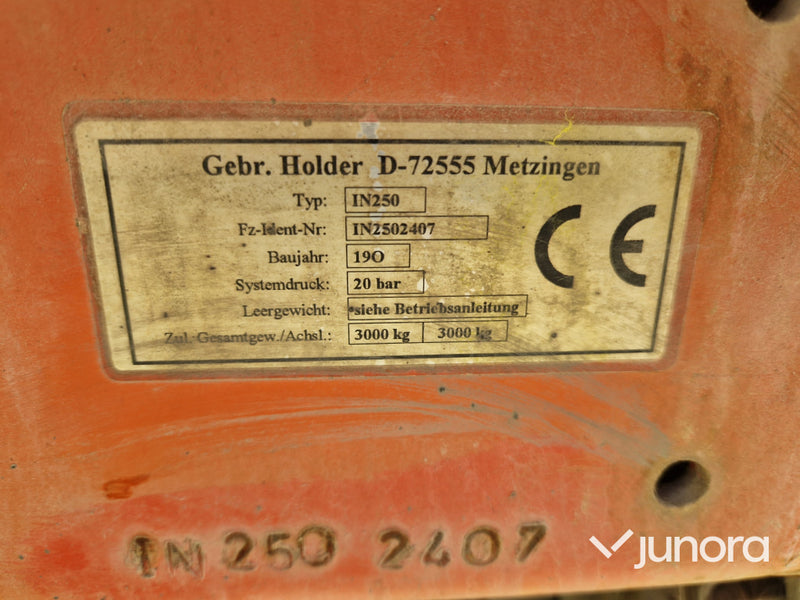 Gebr. Holder D-72555 Metzingen
Typ: IN250
Fz-Ident-Nr: IN2502407
Baujahr: 19O
Systemdruck: 20 bar
Leergewicht: siehe Betriebsanleitung
Zul. Gesamtgew./Achsl.: 3000 kg 3000 kg
CE
IN 250 2407
junora